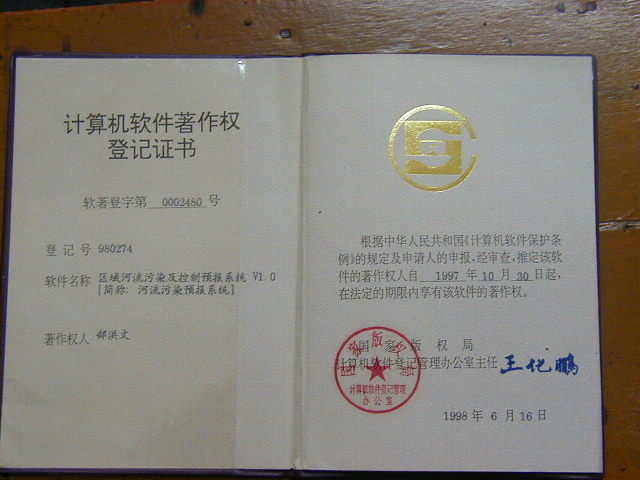 计算机软件著作权
登记证书
软著登字第 0002480 号
登 记 号 980274
软件名称 区域河流污染及控制预报系统 V1.0
[简称: 河流污染预报系统]
著作权人 郝洪文
根据中华人民共和国《计算机软件保护条
例》的规定及申请人的申报,经审查,推定该软
件的著作权人自 1997 年 10 月 30 日起,
在法定的期限内享有该软件的著作权。
国 家 版 权 局
计算机软件登记管理办公室主任 王化鹏
国家版权局
计算机软件登记管理
办公室
1998 年 6 月 16 日